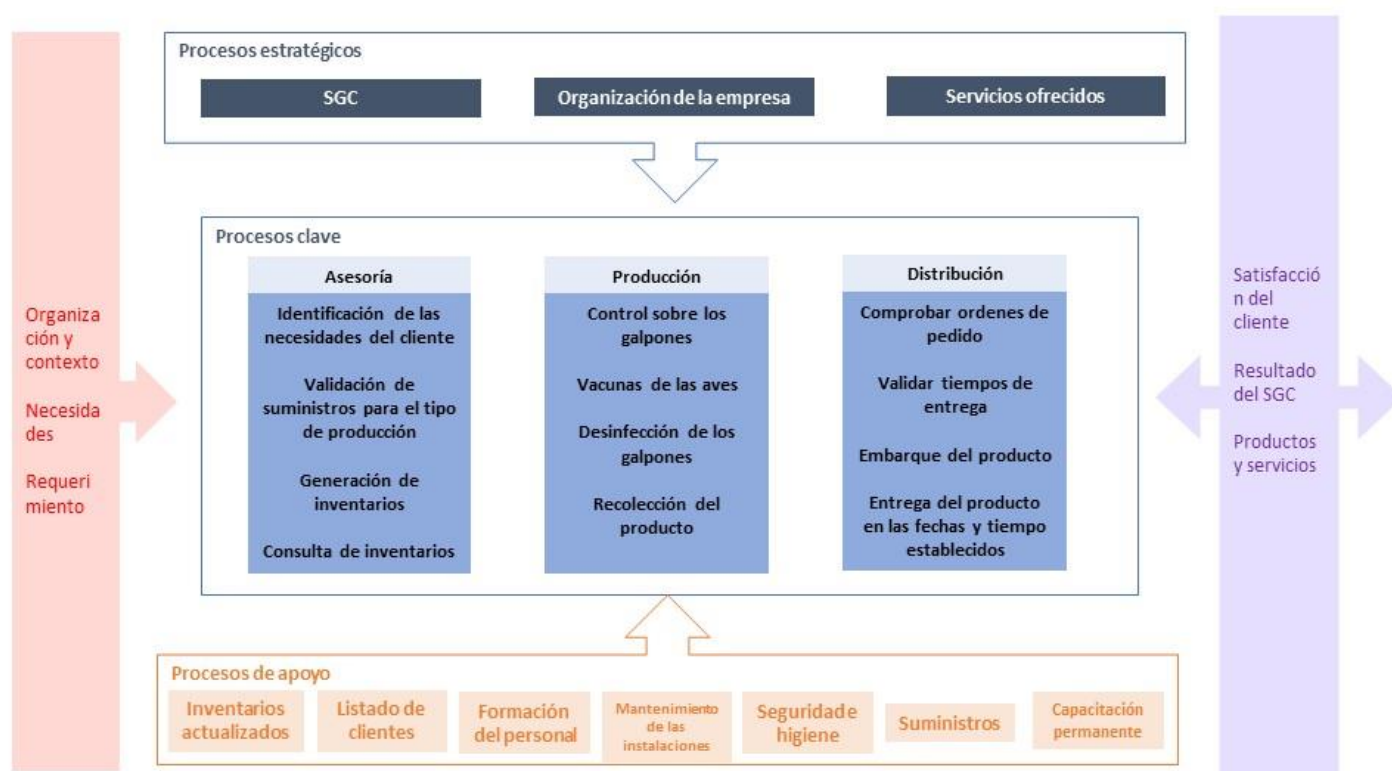 Procesos estratégicos
SGC
Organización de la empresa
Servicios ofrecidos
Organiza
ción y
contexto
Necesida
des
Requeri
miento
Procesos clave
Asesoría
Identificación de las
necesidades del cliente
Validación de
suministros para el tipo
de producción
Generación de
inventarios
Consulta de inventarios
Producción
Control sobre los
galpones
Vacunas de las aves
Desinfección de los
galpones
Recolección del
producto
Distribución
Comprobar ordenes de
pedido
Validar tiempos de
entrega
Embarque del producto
Entrega del producto
en las fechas y tiempo
establecidos
Satisfacció
n del
cliente
Resultado
del SGC
Productos
y servicios
Procesos de apoyo
Inventarios
actualizados
Listado de
clientes
Formación
del personal
Mantenimiento
de las
instalaciones
Seguridad e
higiene
Suministros
Capacitación
permanente